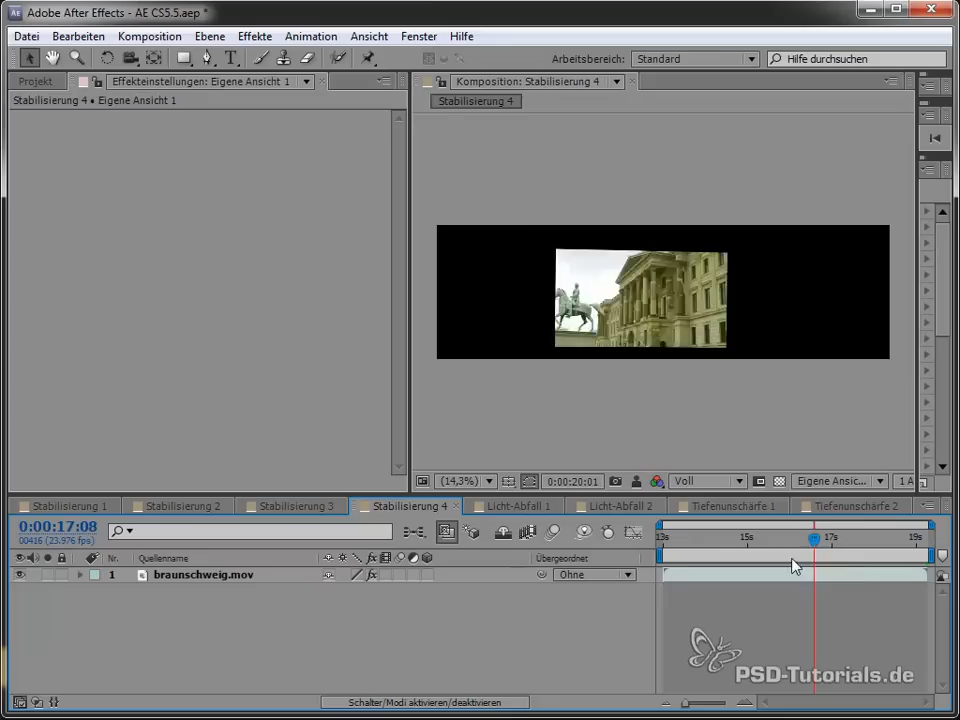 Adobe After Effects - AE CS5.5.aep *
Datei Bearbeiten Komposition Ebene Effekte Animation Ansicht Fenster Hilfe
Arbeitsbereich: Standard Hilfe durchsuchen
Projekt Effekteinstellungen: Eigene Ansicht 1 Komposition: Stabilisierung 4
Stabilisierung 4 • Eigene Ansicht 1 Stabilisierung 4
(14,3%) 0:00:20:01 Voll Eigene Ansic... 1 A
Stabilisierung 1 Stabilisierung 2 Stabilisierung 3 Stabilisierung 4 Licht-Abfall 1 Licht-Abfall 2 Tiefenunschärfe 1 Tiefenunschärfe 2
0:00:17:08
00416 (23.976 fps)
13s 15s 17s 19s
Nr. Quellenname Übergeordnet
1 braunschweig.mov Ohne
PSD-Tutorials.de
Schalter/Modi aktivieren/deaktivieren